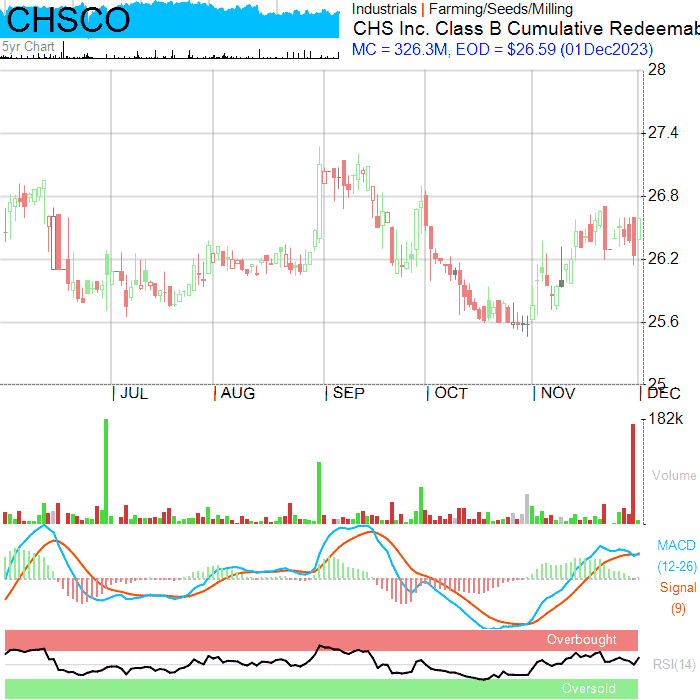 CHSCO
Industrials | Farming/Seeds/Milling
CHS Inc. Class B Cumulative Redeemab
MC = 326.3M, EOD = $26.59 (01Dec2023)
5yr Chart
28
27.4
26.8
26.2
25.6
25
JUL
AUG
SEP
OCT
NOV
DEC
182k
Volume
MACD
(12-26)
Signal
(9)
Overbought
RSI(14)
Oversold